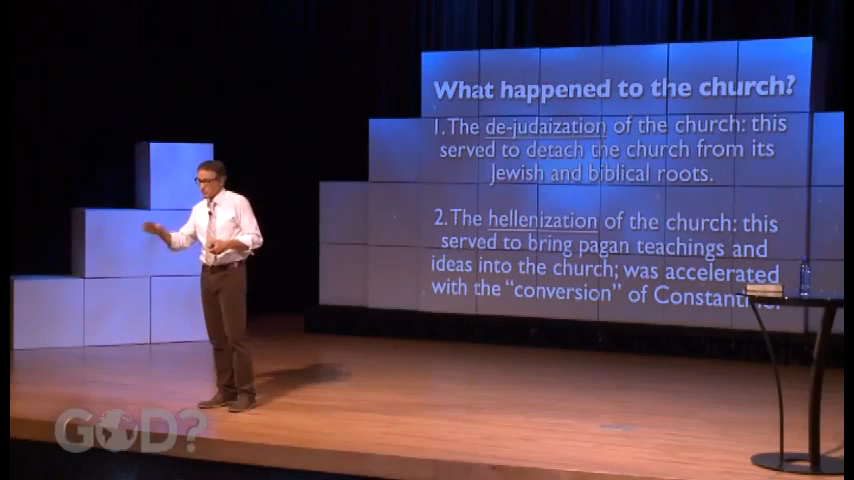 What happened to the church?
1. The de-judaization of the church: this
served to detach the church from its
Jewish and biblical roots.
2. The hellenization of the church: this
served to bring pagan teachings and
ideas into the church; was accelerated
with the "conversion" of Constantine.
GOD?